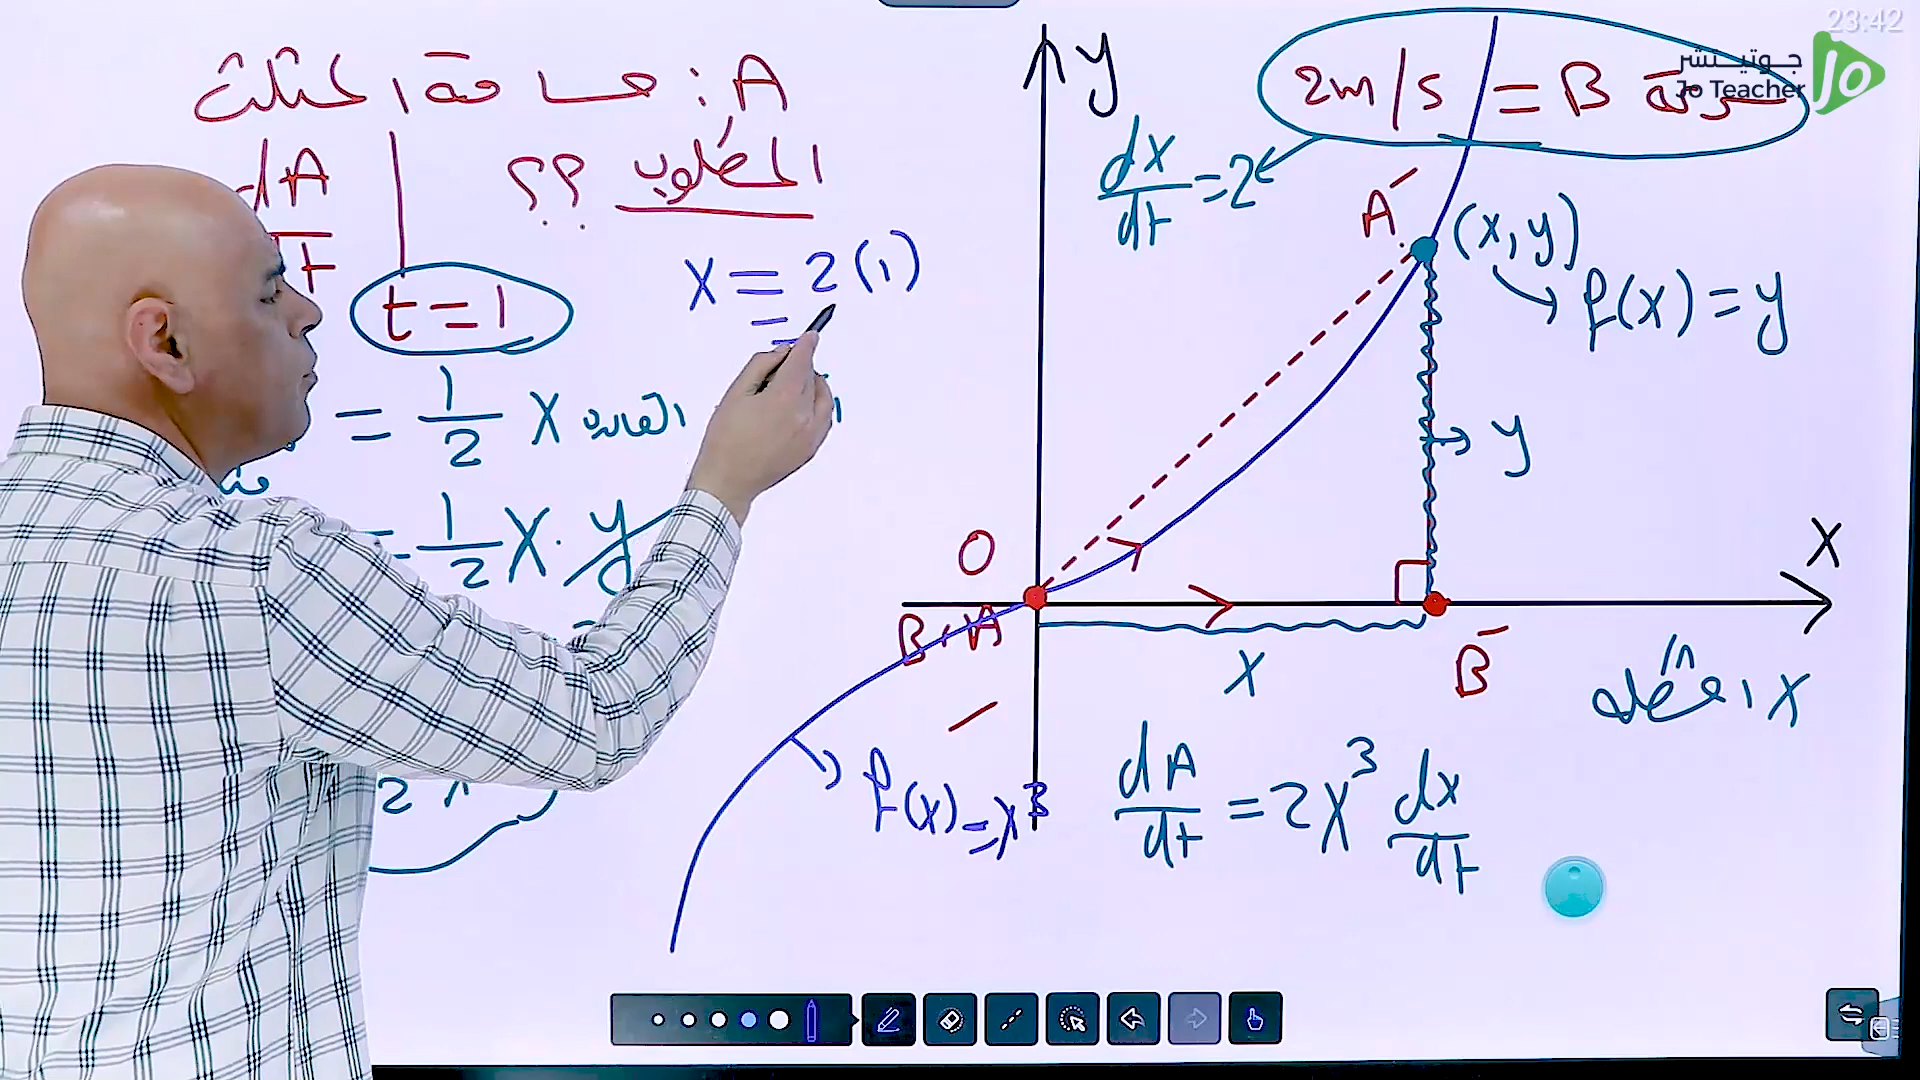 23:42
جوتيتشر
Jo Teacher
Jo
A: مساحة المثلث
المطلوب ؟؟
dA
t = 1
x = 2(1)
=
= 1/2 x القاعدة
= 1/2 x . y
y
2m/s = B سرعة
dx/dt = 2
A-
(x, y)
f(x) = y
y
x
O
B, A
B-
x
f(x) = x3
dA/dt = 2x3 dx/dt